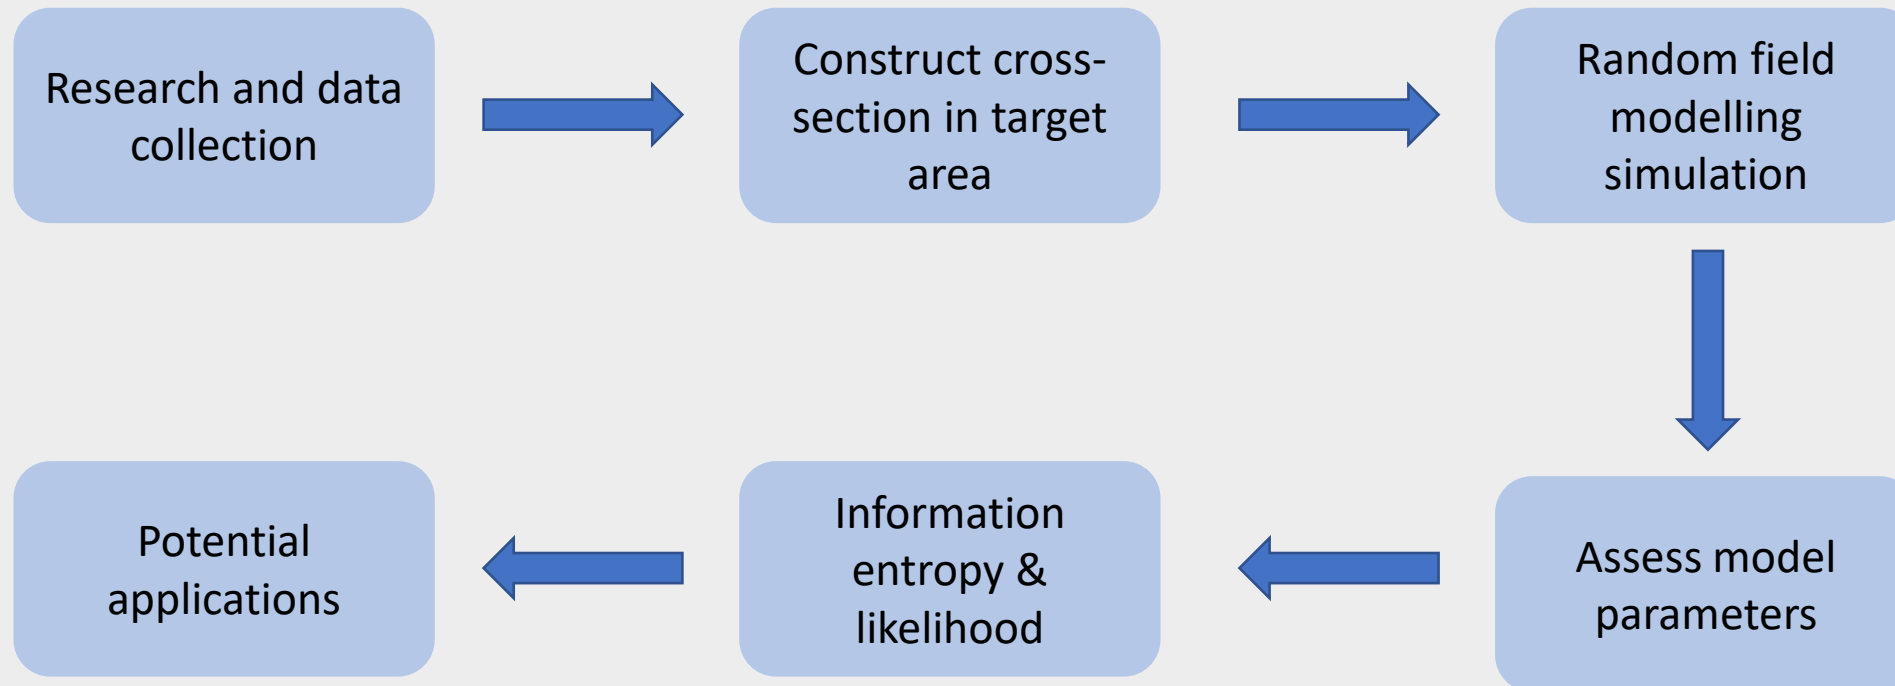 Research and data
collection
Construct cross-
section in target
area
Random field
modelling
simulation
Assess model
parameters
Information
entropy &
likelihood
Potential
applications